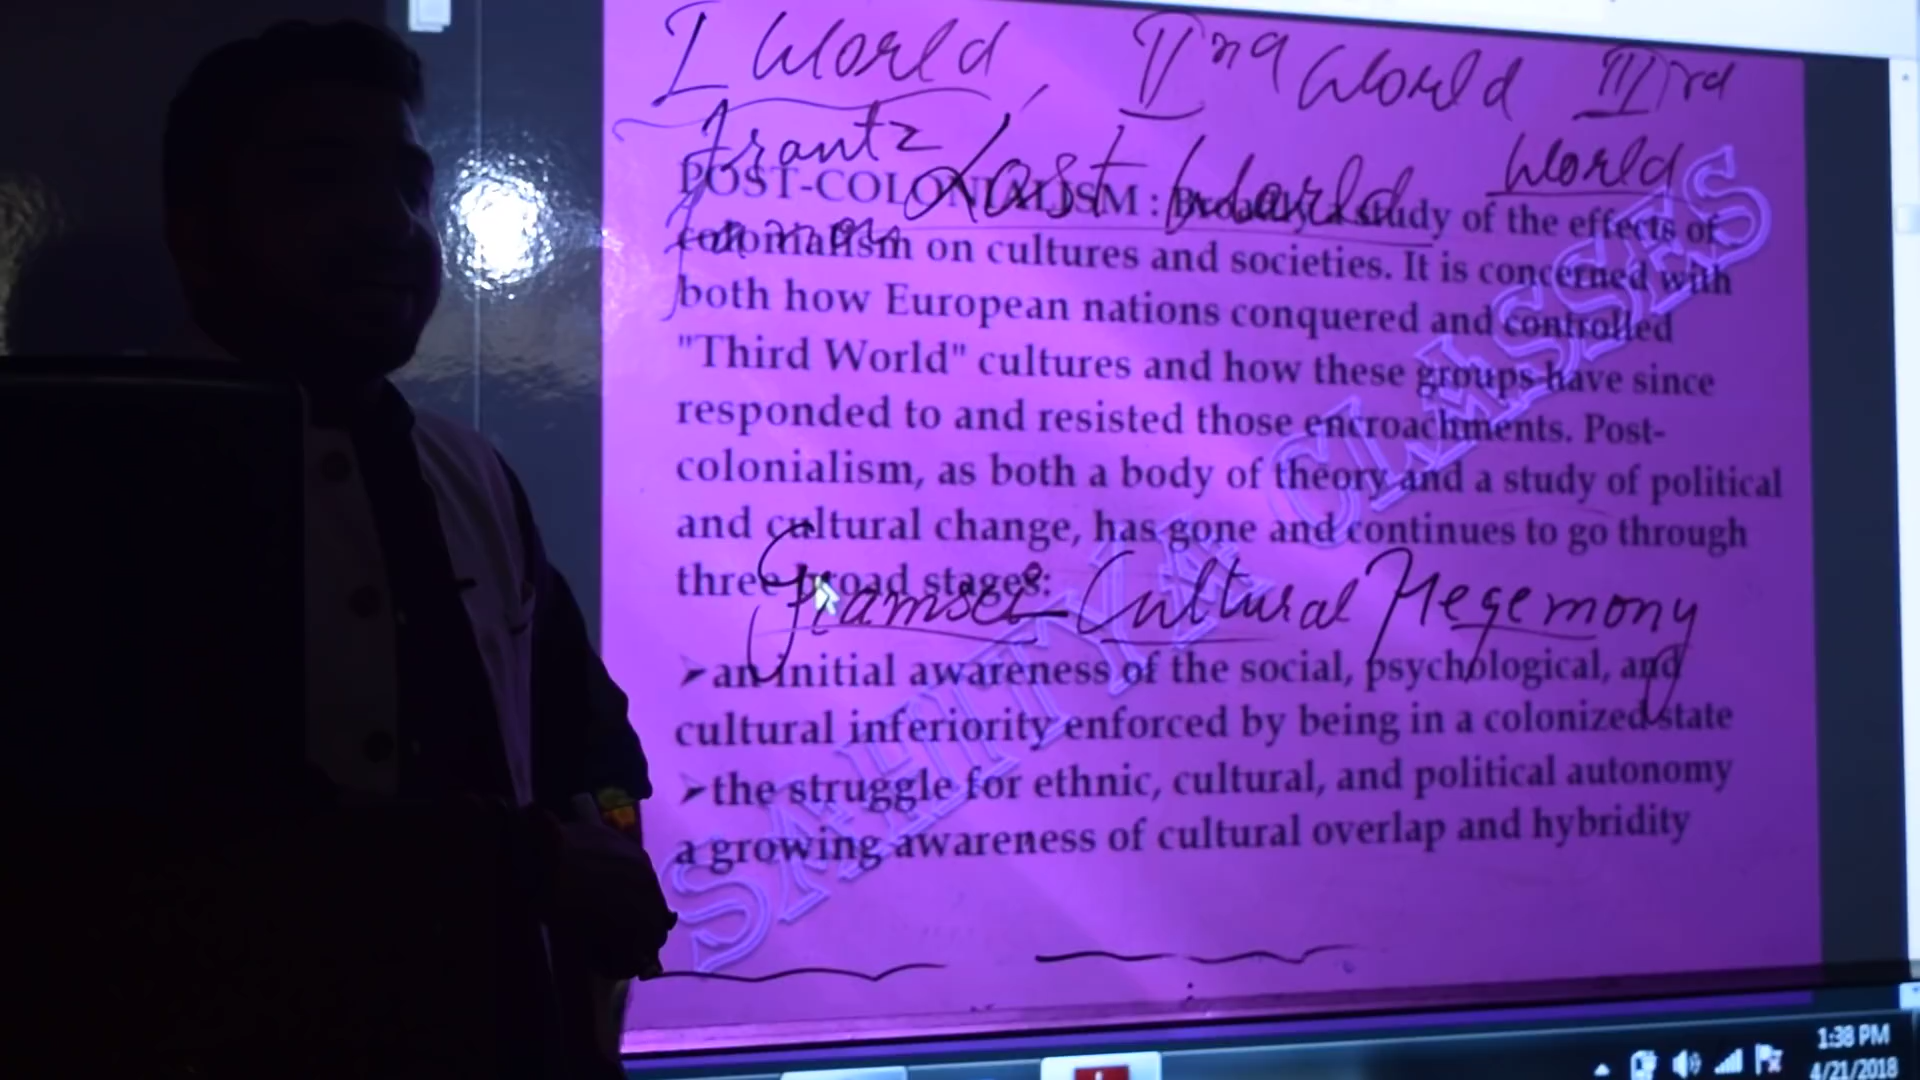 I World, IInd World IIIrd
Frantz Last World World
POST-COLONIALISM : Broadly a study of the effects of
Fanon
colonialism on cultures and societies. It is concerned with
both how European nations conquered and controlled
"Third World" cultures and how these groups have since
responded to and resisted those encroachments. Post-
colonialism, as both a body of theory and a study of political
and cultural change, has gone and continues to go through
three broad stages:
Gramsci - Cultural Hegemony
➤an initial awareness of the social, psychological, and
cultural inferiority enforced by being in a colonized state
➤the struggle for ethnic, cultural, and political autonomy
a growing awareness of cultural overlap and hybridity
SAHITYA CLASSES
1:38 PM
4/21/2018